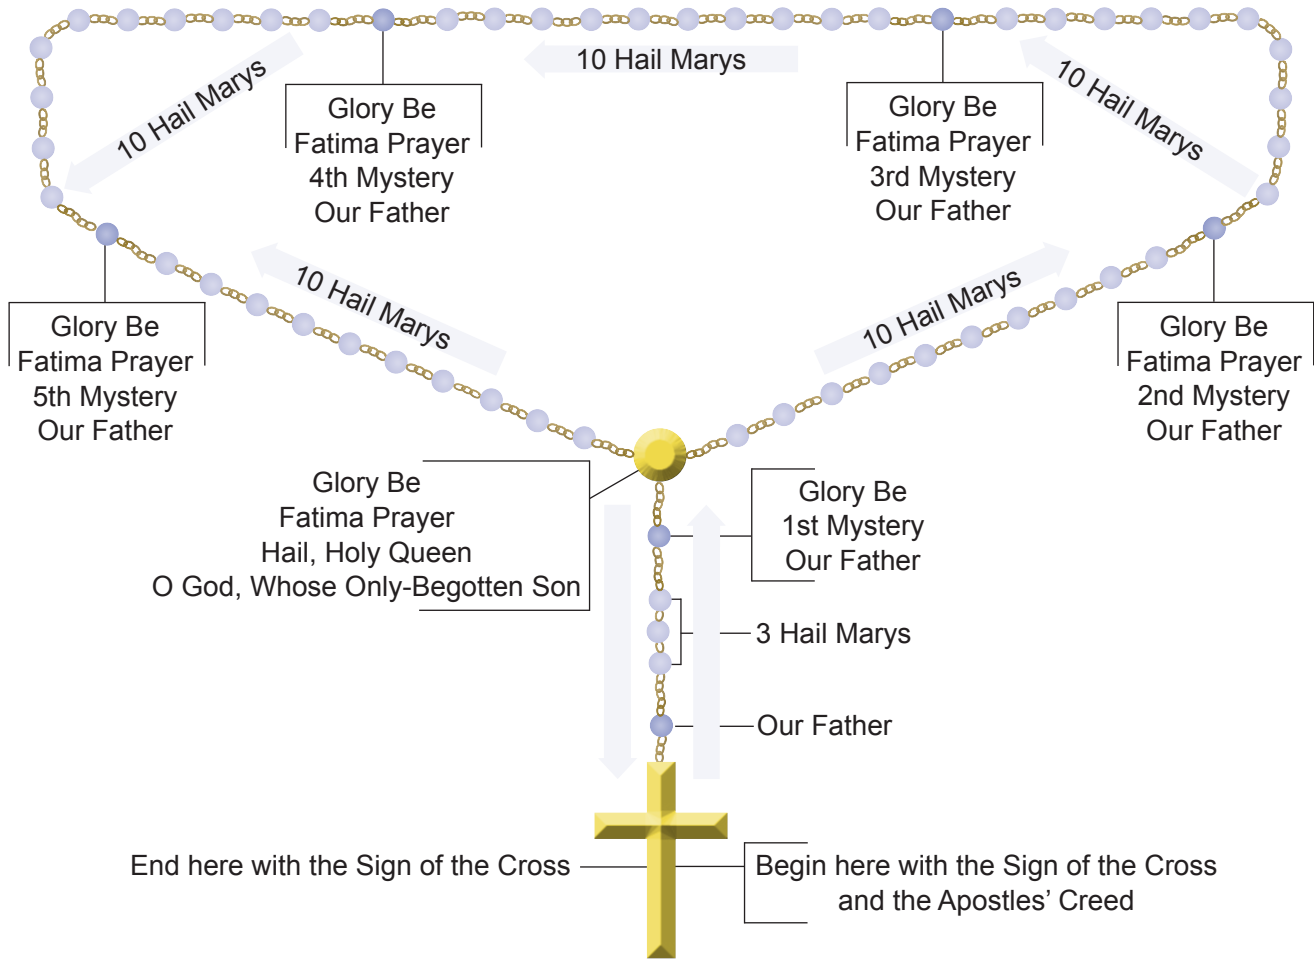 10 Hail Marys
10 Hail Marys
10 Hail Marys
Glory Be
Fatima Prayer
4th Mystery
Our Father
Glory Be
Fatima Prayer
3rd Mystery
Our Father
10 Hail Marys
10 Hail Marys
Glory Be
Fatima Prayer
5th Mystery
Our Father
Glory Be
Fatima Prayer
2nd Mystery
Our Father
Glory Be
Fatima Prayer
Hail, Holy Queen
O God, Whose Only-Begotten Son
Glory Be
1st Mystery
Our Father
3 Hail Marys
Our Father
End here with the Sign of the Cross
Begin here with the Sign of the Cross
and the Apostles’ Creed